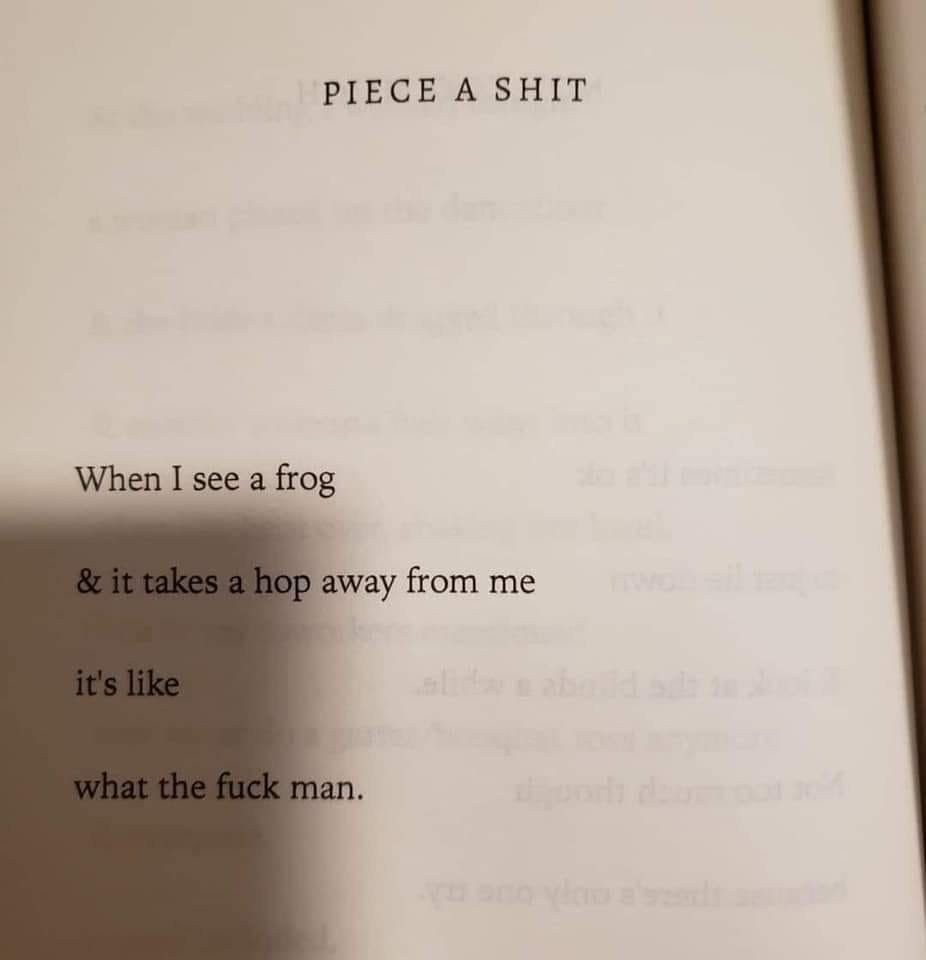 PIECE A SHIT
When I see a frog
& it takes a hop away from me
it's like
what the fuck man.